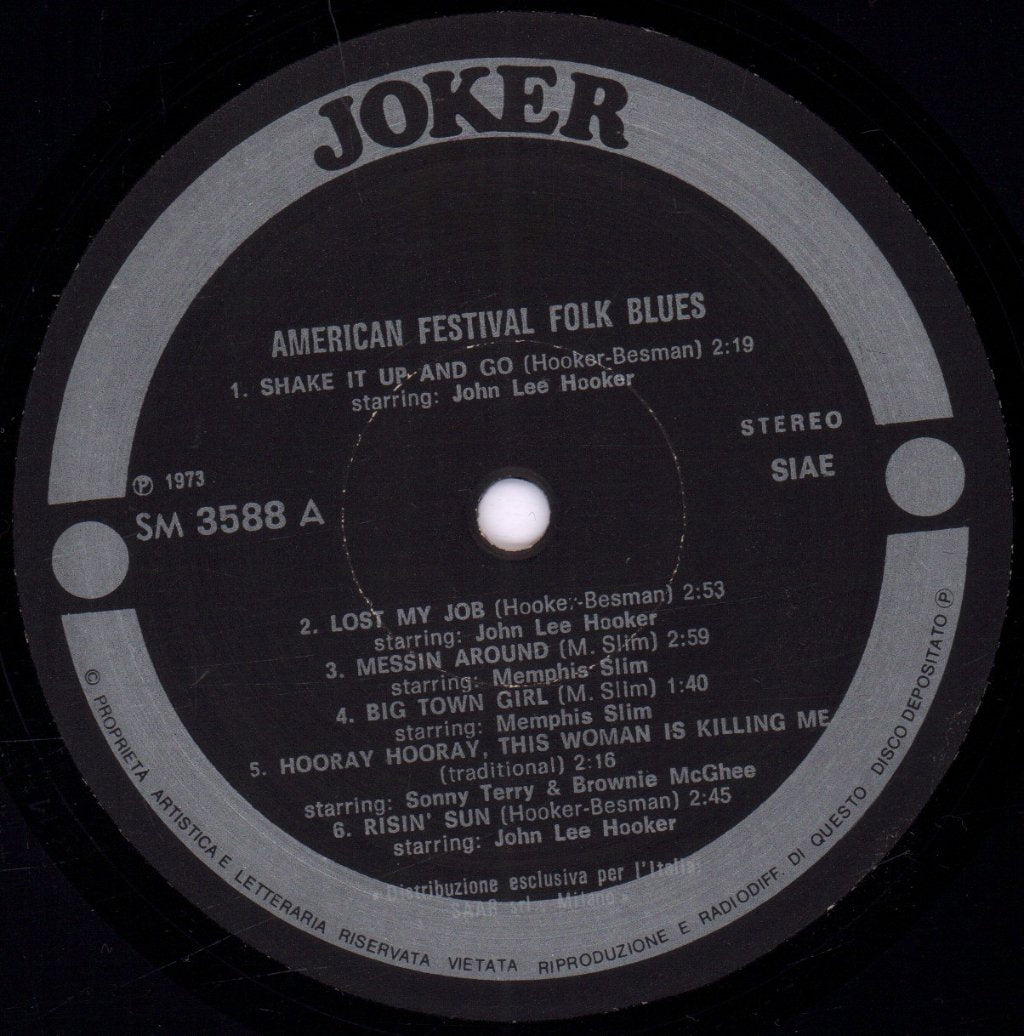 JOKER
AMERICAN FESTIVAL FOLK BLUES
1. SHAKE IT UP AND GO (Hooker-Besman) 2:19
starring: John Lee Hooker
STEREO
SIAE
Ⓟ 1973
SM 3588 A
2. LOST MY JOB (Hooker-Besman) 2:53
starring: John Lee Hooker
3. MESSIN AROUND (M. Slim) 2:59
starring: Memphis Slim
4. BIG TOWN GIRL (M. Slim) 1:40
starring: Memphis Slim
5. HOORAY HOORAY, THIS WOMAN IS KILLING ME
(traditional) 2:16
starring: Sonny Terry & Brownie McGhee
6. RISIN' SUN (Hooker-Besman) 2:45
starring: John Lee Hooker
• Distribuzione esclusiva per l'Italia:
SAAR srl - Milano •
© PROPRIETA ARTISTICA E LETTERARIA RISERVATA VIETATA RIPRODUZIONE E RADIODIFF. DI QUESTO DISCO DEPOSITATO Ⓟ